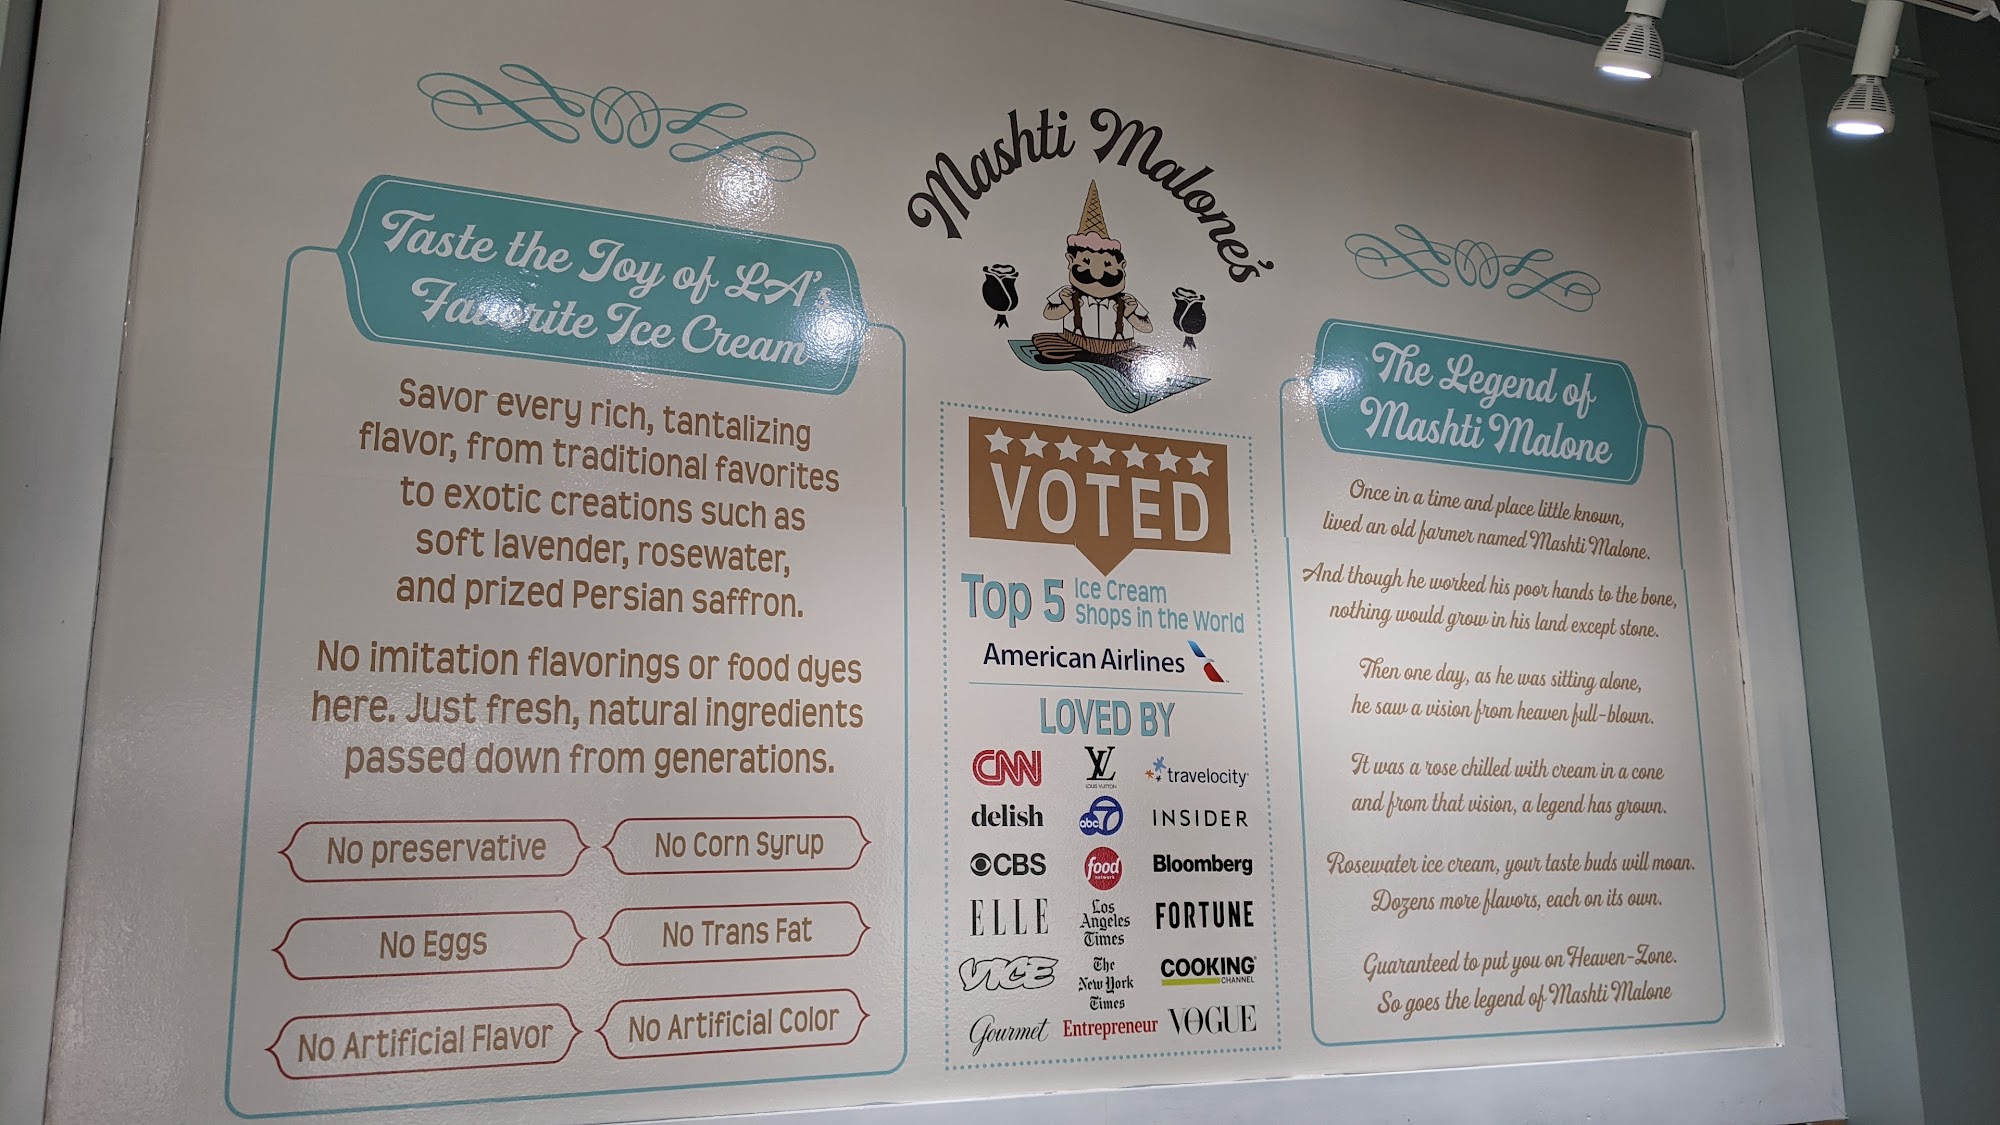 Taste the Joy of LA's
Favorite Ice Cream
Savor every rich, tantalizing
flavor, from traditional favorites
to exotic creations such as
soft lavender, rosewater,
and prized Persian saffron.
No imitation flavorings or food dyes
here. Just fresh, natural ingredients
passed down from generations.
No preservative
No Corn Syrup
No Eggs
No Trans Fat
No Artificial Flavor
No Artificial Color
Mashti Malone's
VOTED
Top 5 Ice Cream
Shops in the World
American Airlines
LOVED BY
CNN
LV
LOUIS VUITTON
travelocity
delish
abc 7
INSIDER
CBS
food
network
Bloomberg
ELLE
Los
Angeles
Times
FORTUNE
VICE
The
New York
Times
COOKING
CHANNEL
Gourmet
Entrepreneur
VOGUE
The Legend of
Mashti Malone
Once in a time and place little known,
lived an old farmer named Mashti Malone.
And though he worked his poor hands to the bone,
nothing would grow in his land except stone.
Then one day, as he was sitting alone,
he saw a vision from heaven full-blown.
It was a rose chilled with cream in a cone
and from that vision, a legend has grown.
Rosewater ice cream, your taste buds will moan.
Dozens more flavors, each on its own.
Guaranteed to put you on Heaven-Zone.
So goes the legend of Mashti Malone